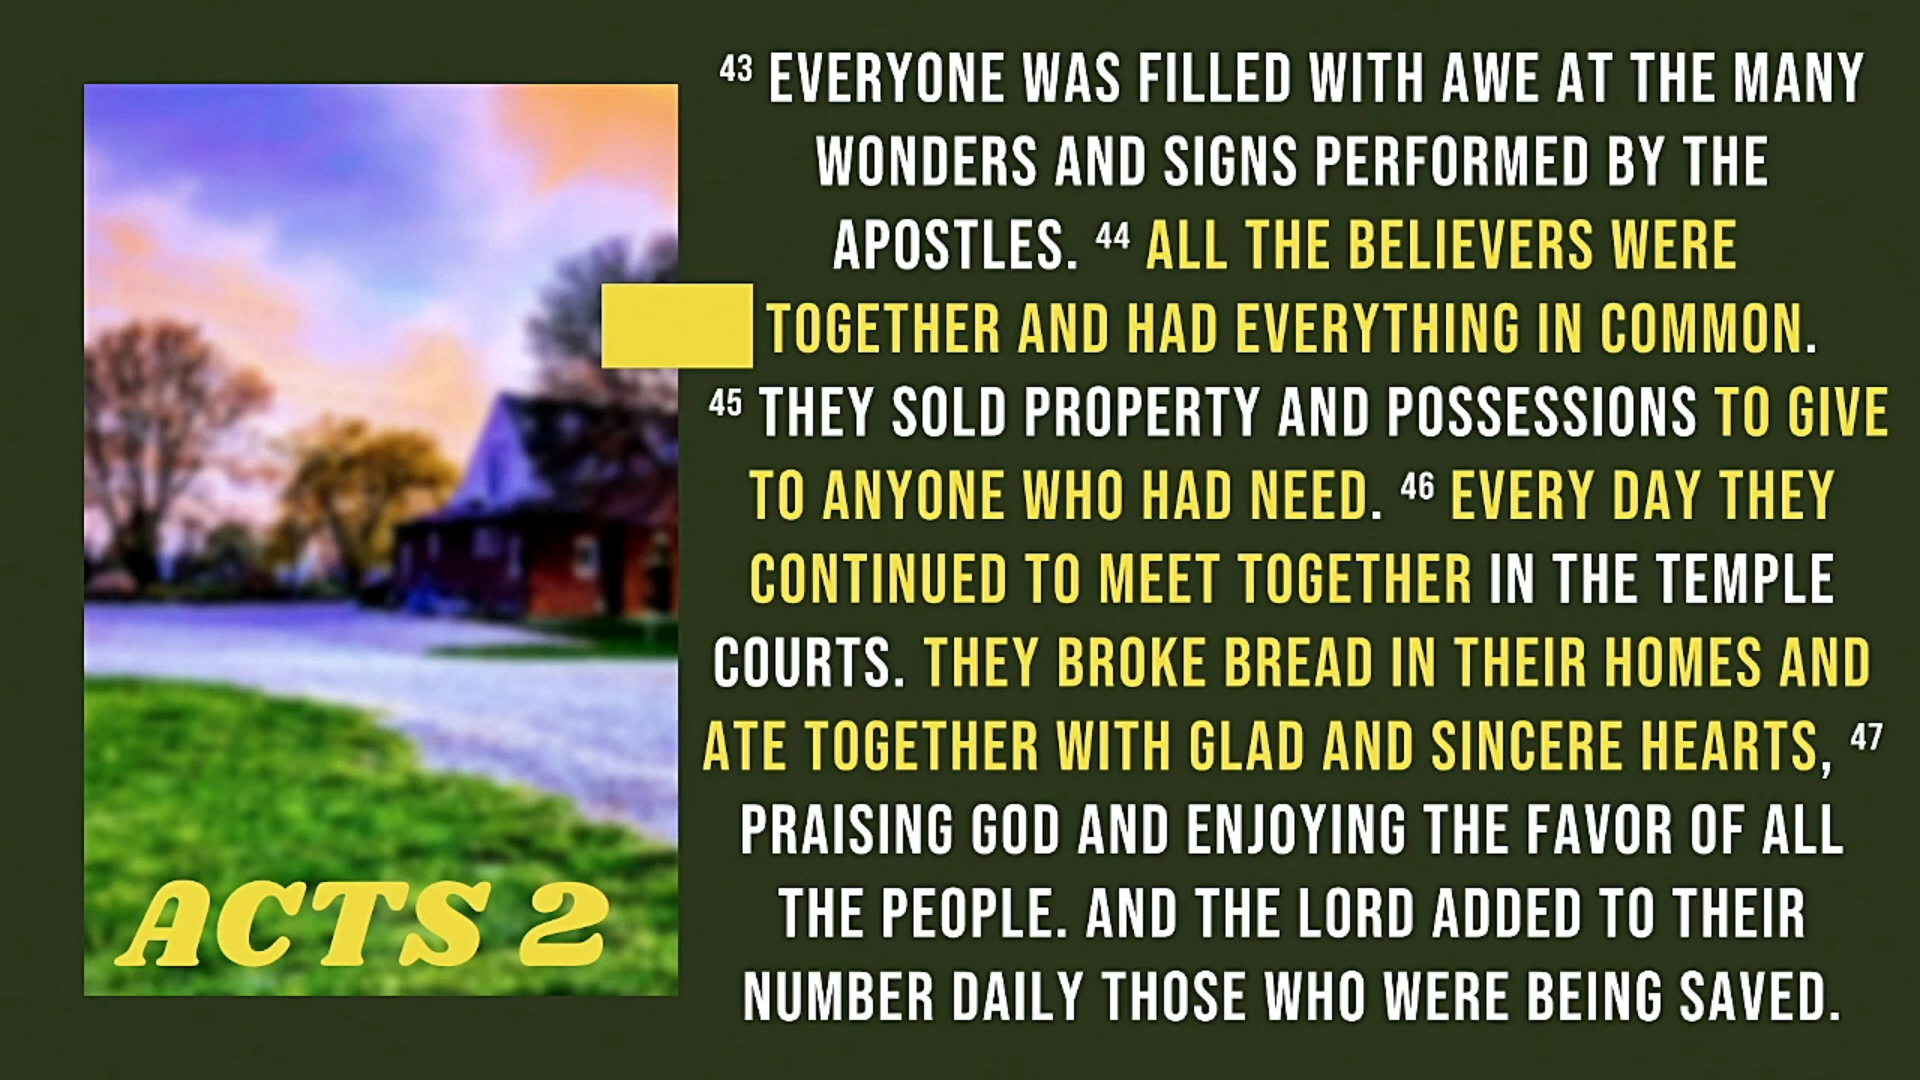 43 EVERYONE WAS FILLED WITH AWE AT THE MANY
WONDERS AND SIGNS PERFORMED BY THE
APOSTLES. 44 ALL THE BELIEVERS WERE
TOGETHER AND HAD EVERYTHING IN COMMON.
45 THEY SOLD PROPERTY AND POSSESSIONS TO GIVE
TO ANYONE WHO HAD NEED. 46 EVERY DAY THEY
CONTINUED TO MEET TOGETHER IN THE TEMPLE
COURTS. THEY BROKE BREAD IN THEIR HOMES AND
ATE TOGETHER WITH GLAD AND SINCERE HEARTS, 47
PRAISING GOD AND ENJOYING THE FAVOR OF ALL
THE PEOPLE. AND THE LORD ADDED TO THEIR
NUMBER DAILY THOSE WHO WERE BEING SAVED.
ACTS 2